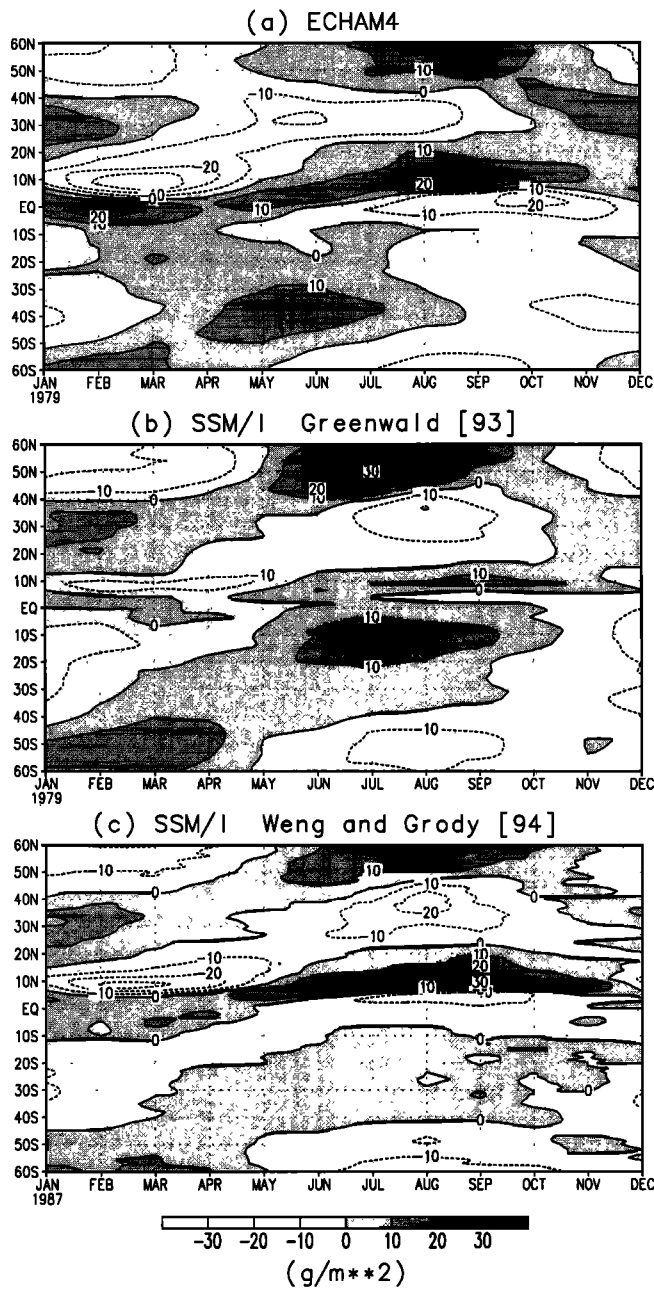 (a) ECHAM4
60N
50N
40N
30N
20N
10N
EQ
10S
20S
30S
40S
50S
60S
10
0
-10
10
20
20
-10
10
20
10
-10
20
0
10
JAN FEB MAR APR MAY JUN JUL AUG SEP OCT NOV DEC
1979
(b) SSM/I Greenwald [93]
60N
50N
40N
30N
20N
10N
EQ
10S
20S
30S
40S
50S
60S
-10
0
30
20
10
0
-10
-10
10
0
0
10
10
-10
JAN FEB MAR APR MAY JUN JUL AUG SEP OCT NOV DEC
1979
(c) SSM/I Weng and Grody [94]
60N
50N
40N
30N
20N
10N
EQ
10S
20S
30S
40S
50S
60S
-10
0
10
0
-10
-20
-10
0
10
20
30
10
20
-10
0
10
0
0
0
0
-10
JAN FEB MAR APR MAY JUN JUL AUG SEP OCT NOV DEC
1987
-30 -20 -10 0 10 20 30
(g/m**2)